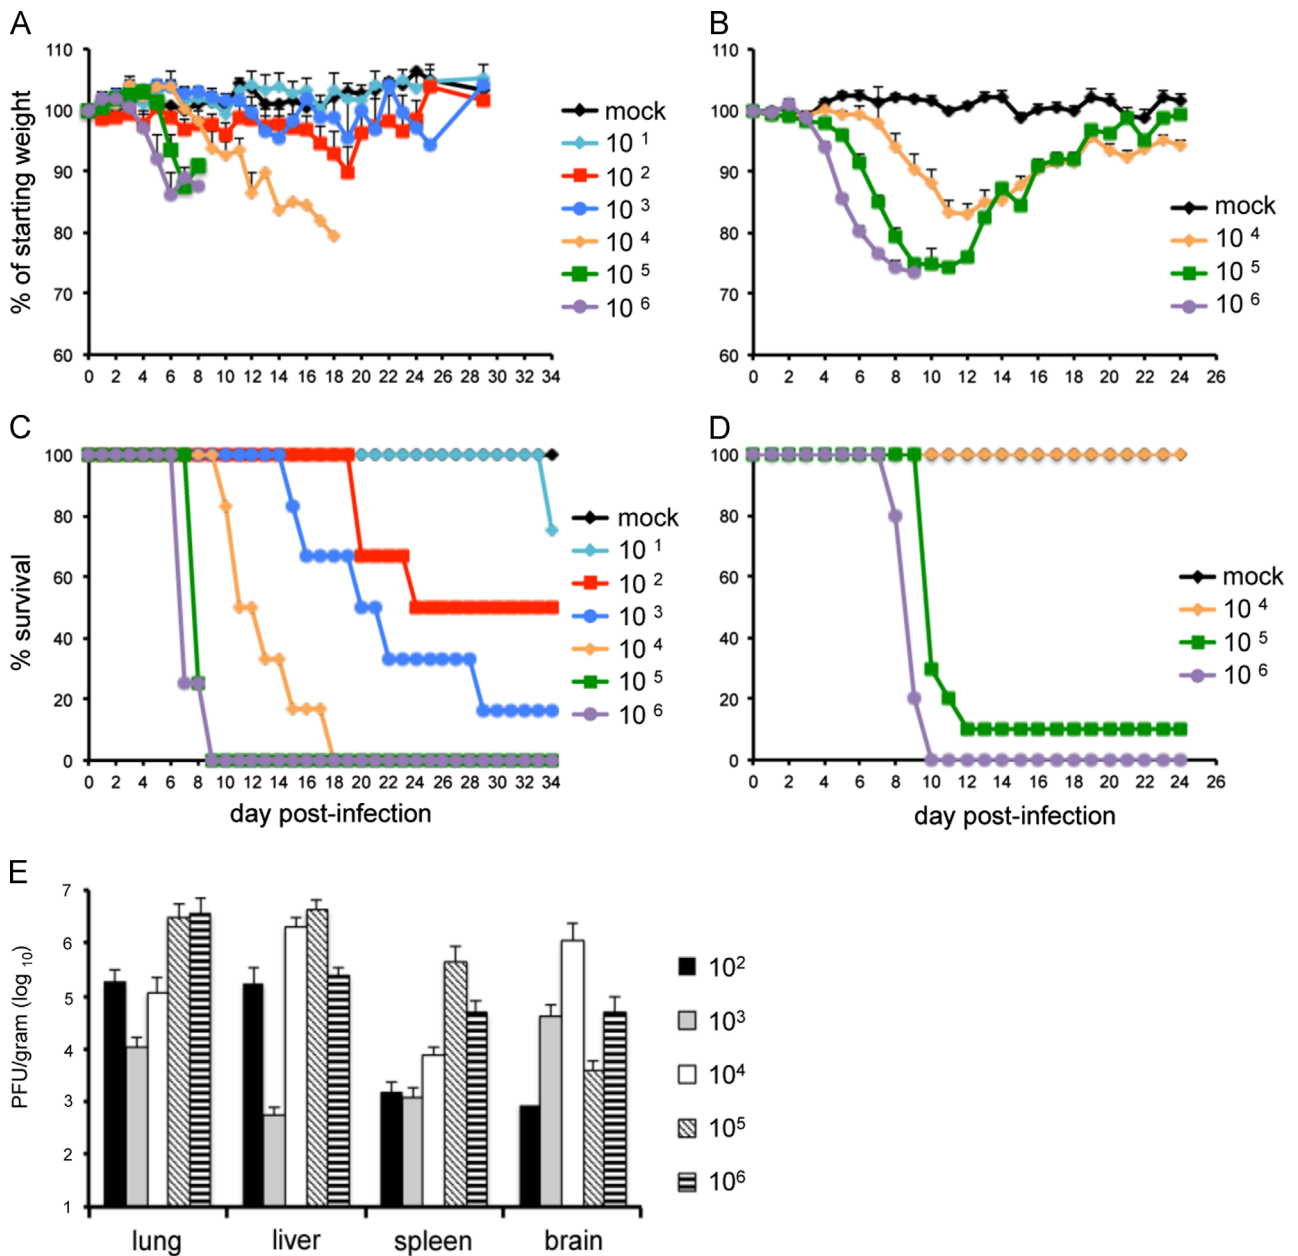 A
110
100
90
80
70
60
% of starting weight
0 2 4 6 8 10 12 14 16 18 20 22 24 26 28 30 32 34
mock
10 1
10 2
10 3
10 4
10 5
10 6
B
110
100
90
80
70
60
0 2 4 6 8 10 12 14 16 18 20 22 24 26
mock
10 4
10 5
10 6
C
100
80
60
40
20
0
% survival
0 2 4 6 8 10 12 14 16 18 20 22 24 26 28 30 32 34
day post-infection
mock
10 1
10 2
10 3
10 4
10 5
10 6
D
100
80
60
40
20
0
0 2 4 6 8 10 12 14 16 18 20 22 24 26
day post-infection
mock
10 4
10 5
10 6
E
7
6
5
4
3
2
1
PFU/gram (log 10)
lung liver spleen brain
102
103
104
105
106